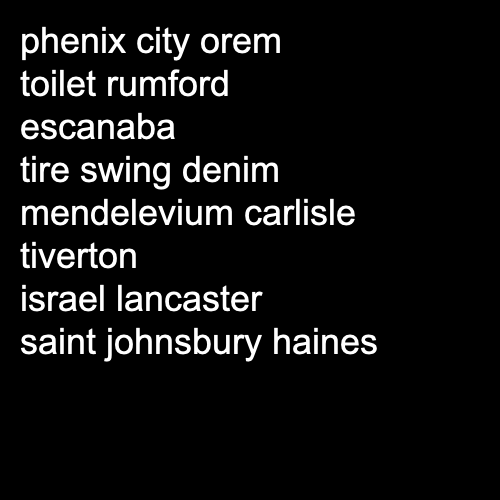 phenix city orem
toilet rumford
escanaba
tire swing denim
mendelevium carlisle
tiverton
israel lancaster
saint johnsbury haines